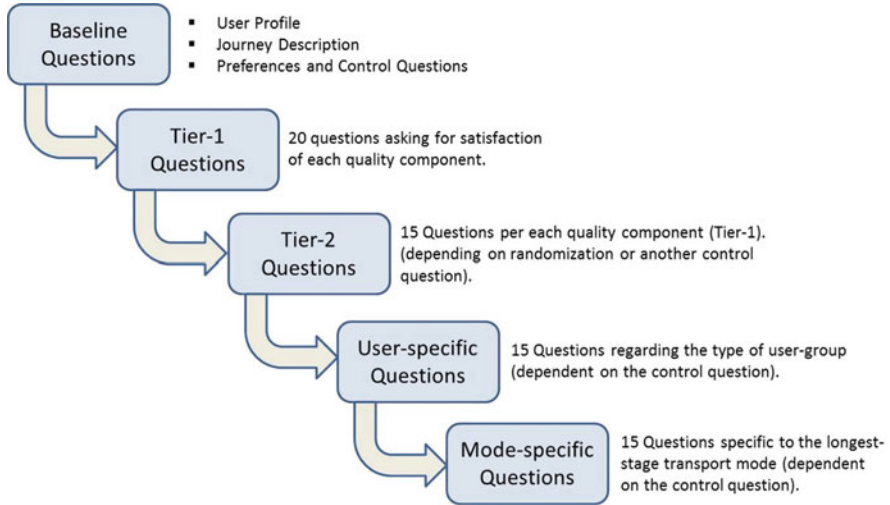 Baseline
Questions
▪ User Profile
▪ Journey Description
▪ Preferences and Control Questions
Tier-1
Questions
20 questions asking for satisfaction
of each quality component.
Tier-2
Questions
15 Questions per each quality component (Tier-1).
(depending on randomization or another control
question).
User-specific
Questions
15 Questions regarding the type of user-group
(dependent on the control question).
Mode-specific
Questions
15 Questions specific to the longest-
stage transport mode (dependent
on the control question).